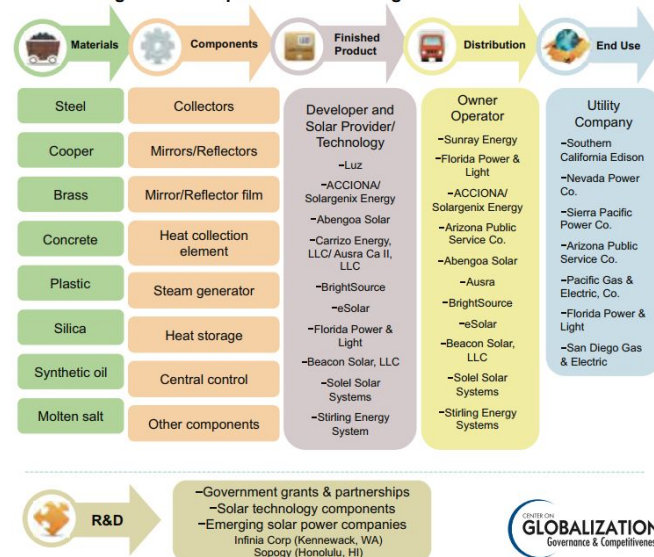 Materials
Components
Finished
Product
Distribution
End Use
Steel
Cooper
Brass
Concrete
Plastic
Silica
Synthetic oil
Molten salt
Collectors
Mirrors/Reflectors
Mirror/Reflector film
Heat collection
element
Steam generator
Heat storage
Central control
Other components
Developer and
Solar Provider/
Technology
–Luz
–ACCIONA/
Solargenix Energy
–Abengoa Solar
–Carrizo Energy,
LLC/ Ausra Ca II,
LLC
–BrightSource
–eSolar
–Florida Power &
Light
–Beacon Solar, LLC
–Solel Solar
Systems
–Stirling Energy
System
Owner
Operator
–Sunray Energy
–Florida Power &
Light
–ACCIONA/
Solargenix Energy
–Arizona Public
Service Co.
–Abengoa Solar
–Ausra
–BrightSource
–eSolar
–Beacon Solar,
LLC
–Solel Solar
Systems
–Stirling Energy
Systems
Utility
Company
–Southern
California Edison
–Nevada Power
Co.
–Sierra Pacific
Power Co.
–Arizona Public
Service Co.
–Pacific Gas &
Electric, Co.
–Florida Power &
Light
–San Diego Gas
& Electric
R&D
–Government grants & partnerships
–Solar technology components
–Emerging solar power companies
Infinia Corp (Kennewack, WA)
Sopogy (Honolulu, HI)
CENTER ON
GLOBALIZATION
Governance & Competitiveness